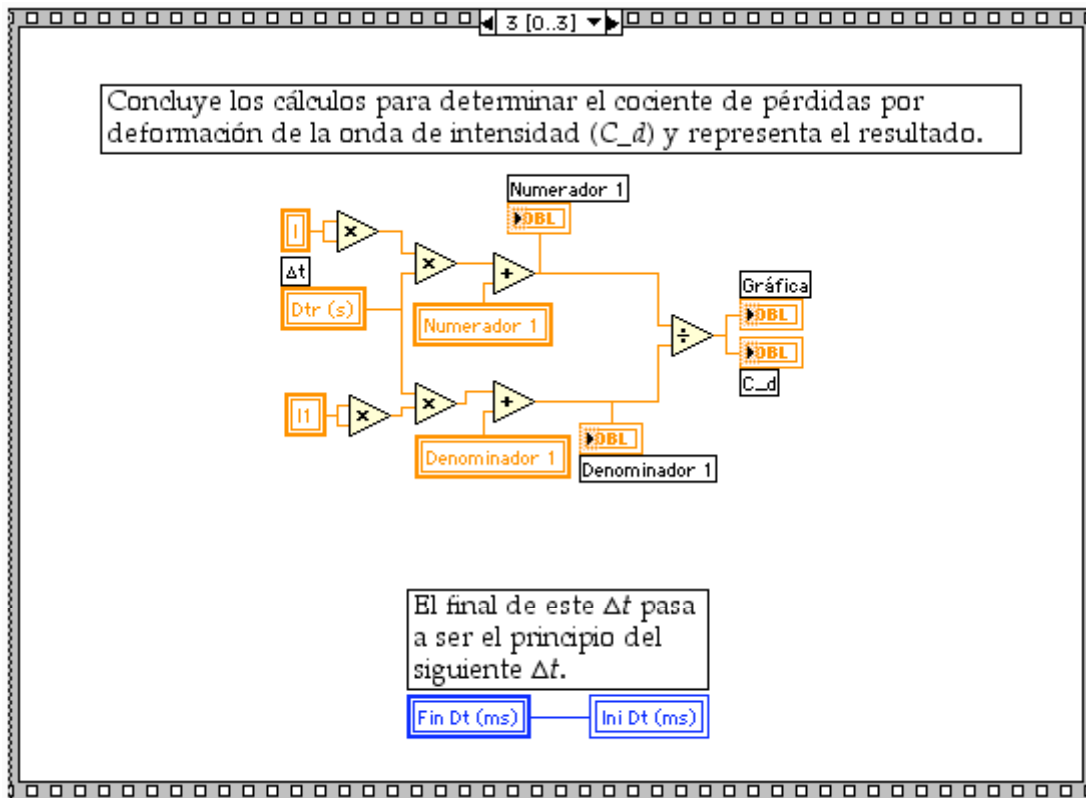 3 [0..3]
Concluye los cálculos para determinar el cociente de pérdidas por
deformación de la onda de intensidad (C_d) y representa el resultado.
Numerador 1
DBL
I
×
×
+
Δt
Dtr (s)
Numerador 1
Gráfica
DBL
÷
DBL
C_d
I1
×
×
+
Denominador 1
DBL
Denominador 1
El final de este Δt pasa
a ser el principio del
siguiente Δt.
Fin Dt (ms)
Ini Dt (ms)